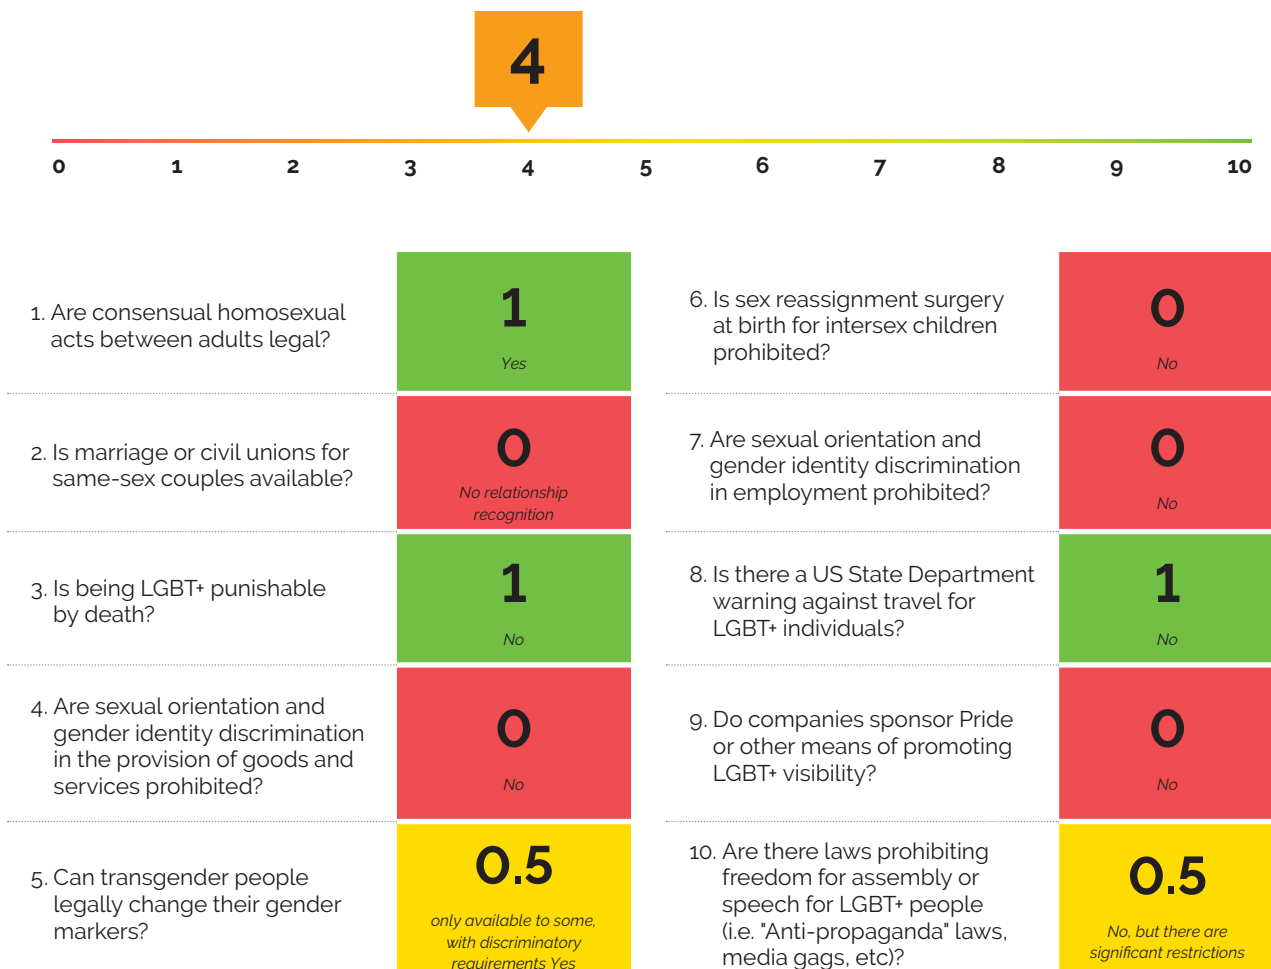 4
0 1 2 3 4 5 6 7 8 9 10
1. Are consensual homosexual
acts between adults legal?
1
Yes
2. Is marriage or civil unions for
same-sex couples available?
0
No relationship
recognition
3. Is being LGBT+ punishable
by death?
1
No
4. Are sexual orientation and
gender identity discrimination
in the provision of goods and
services prohibited?
0
No
5. Can transgender people
legally change their gender
markers?
0.5
only available to some,
with discriminatory
requirements Yes
6. Is sex reassignment surgery
at birth for intersex children
prohibited?
0
No
7. Are sexual orientation and
gender identity discrimination
in employment prohibited?
0
No
8. Is there a US State Department
warning against travel for
LGBT+ individuals?
1
No
9. Do companies sponsor Pride
or other means of promoting
LGBT+ visibility?
0
No
10. Are there laws prohibiting
freedom for assembly or
speech for LGBT+ people
(i.e. "Anti-propaganda" laws,
media gags, etc)?
0.5
No, but there are
significant restrictions